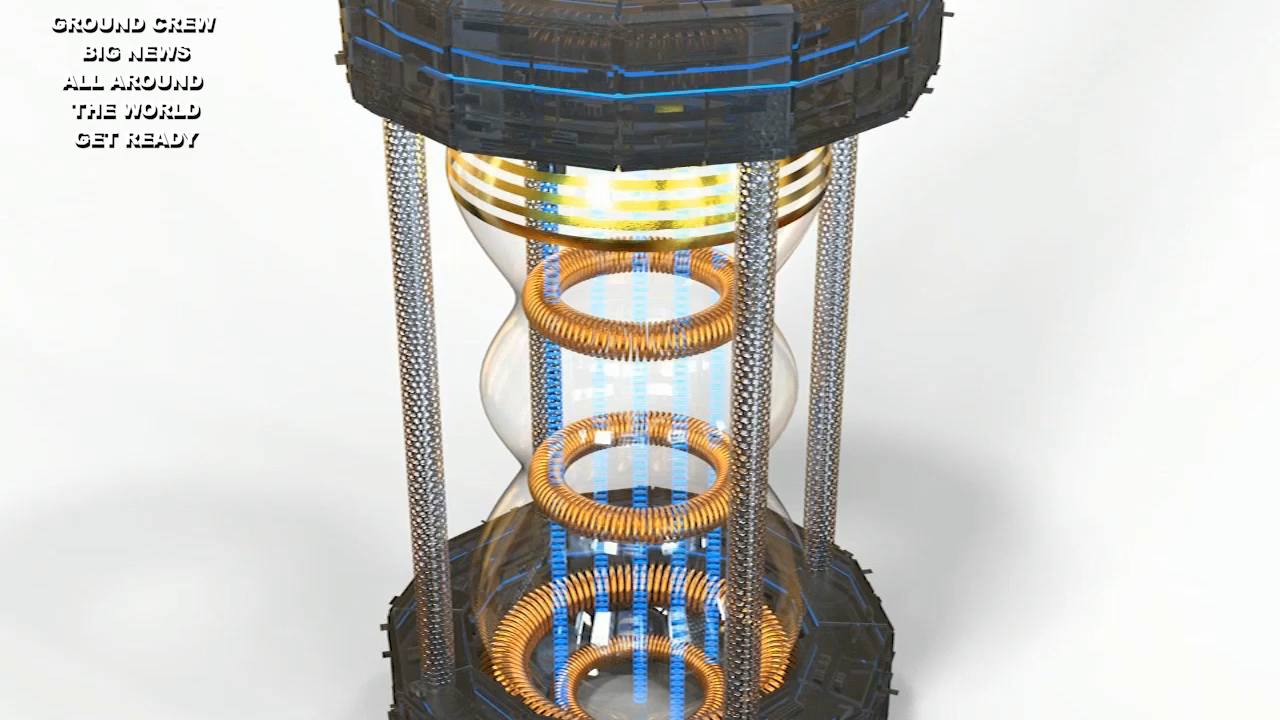 GROUND CREW
BIG NEWS
ALL AROUND
THE WORLD
GET READY